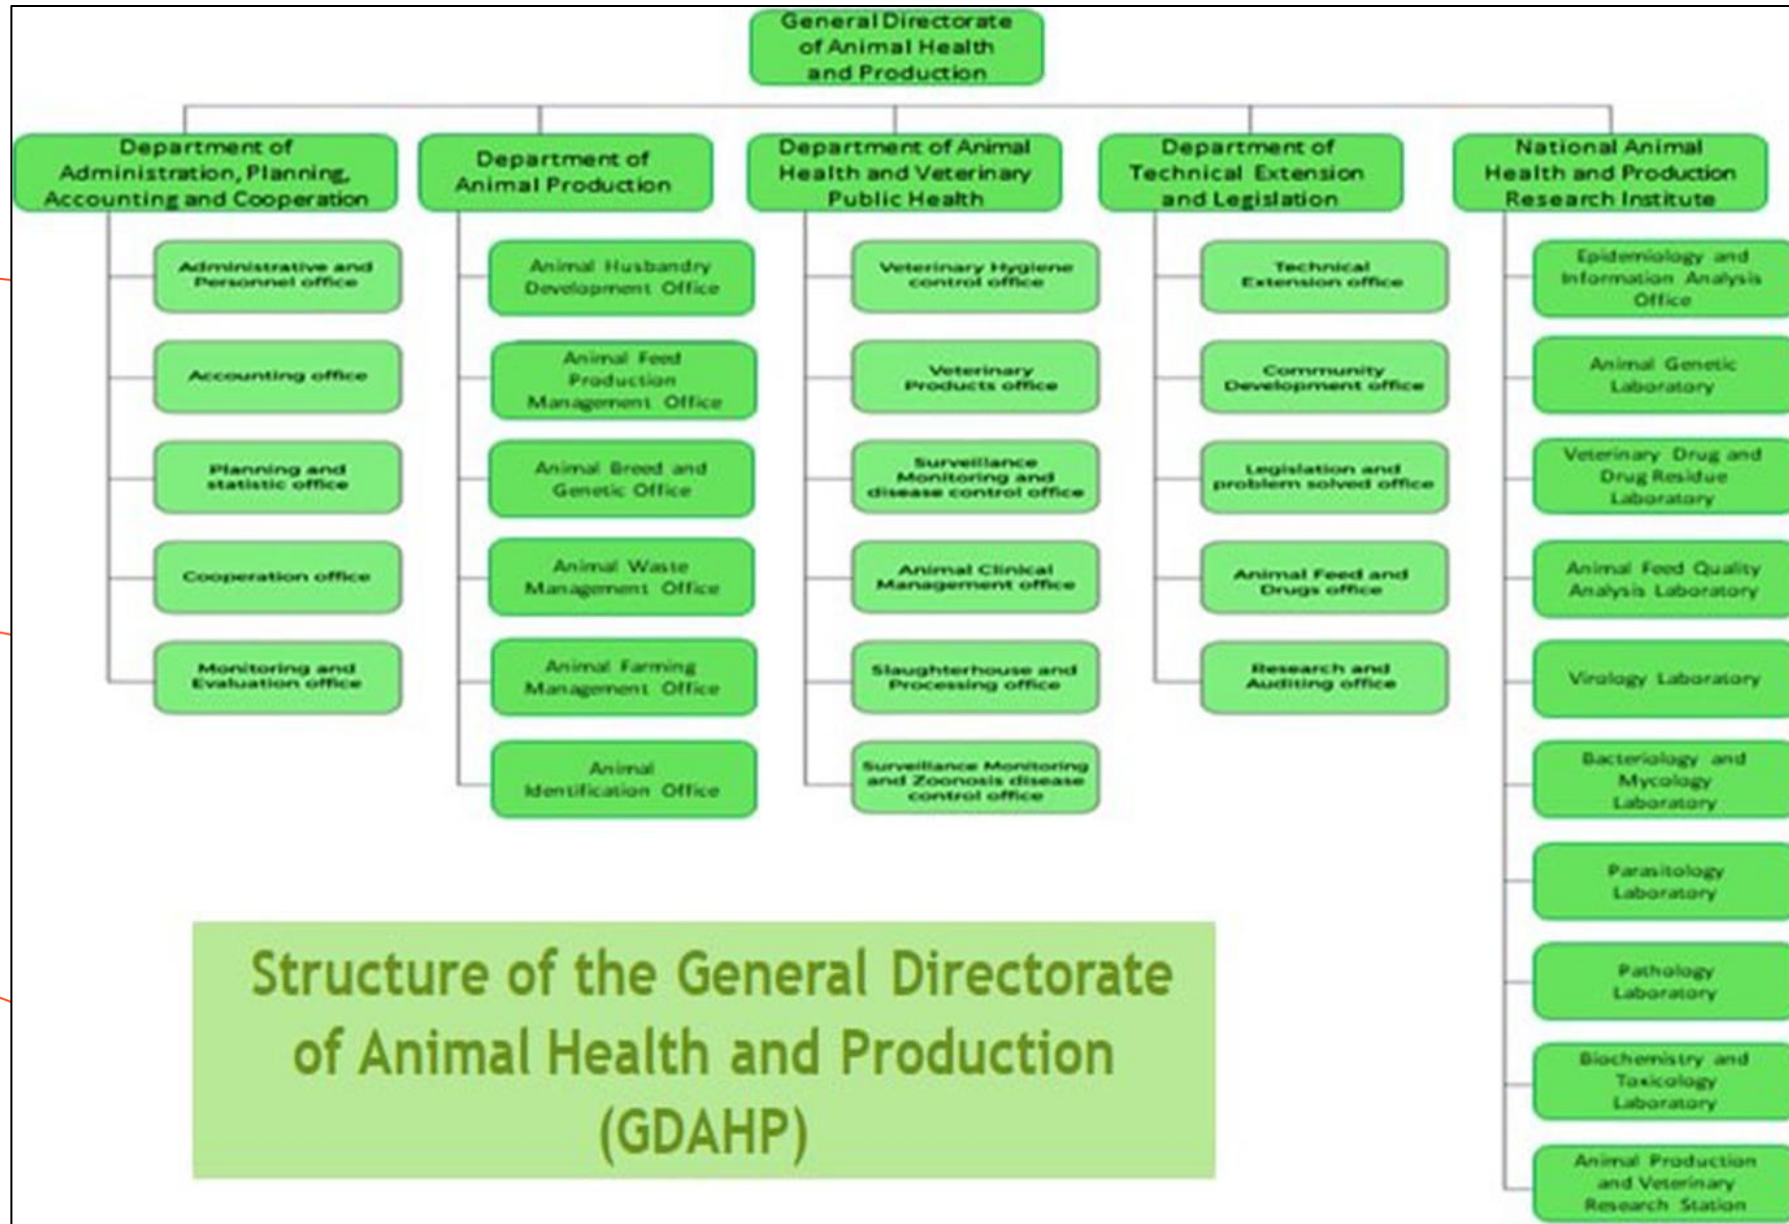 General Directorate
of Animal Health
and Production
Department of
Administration, Planning,
Accounting and Cooperation
Administrative and
Personnel office
Accounting office
Planning and
statistic office
Cooperation office
Monitoring and
Evaluation office
Department of
Animal Production
Animal Husbandry
Development Office
Animal Feed
Production
Management Office
Animal Breed and
Genetic Office
Animal Waste
Management Office
Animal Farming
Management Office
Animal
Identification Office
Department of Animal
Health and Veterinary
Public Health
Veterinary Hygiene
control office
Veterinary
Products office
Surveillance
Monitoring and
disease control office
Animal Clinical
Management office
Slaughterhouse and
Processing office
Surveillance Monitoring
and Zoonosis disease
control office
Department of
Technical Extension
and Legislation
Technical
Extension office
Community
Development office
Legislation and
problem solved office
Animal Feed and
Drugs office
Research and
Auditing office
National Animal
Health and Production
Research Institute
Epidemiology and
Information Analysis
Office
Animal Genetic
Laboratory
Veterinary Drug and
Drug Residue
Laboratory
Animal Feed Quality
Analysis Laboratory
Virology Laboratory
Bacteriology and
Mycology
Laboratory
Parasitology
Laboratory
Pathology
Laboratory
Biochemistry and
Toxicology
Laboratory
Animal Production
and Veterinary
Research Station
Structure of the General Directorate
of Animal Health and Production
(GDAHP)